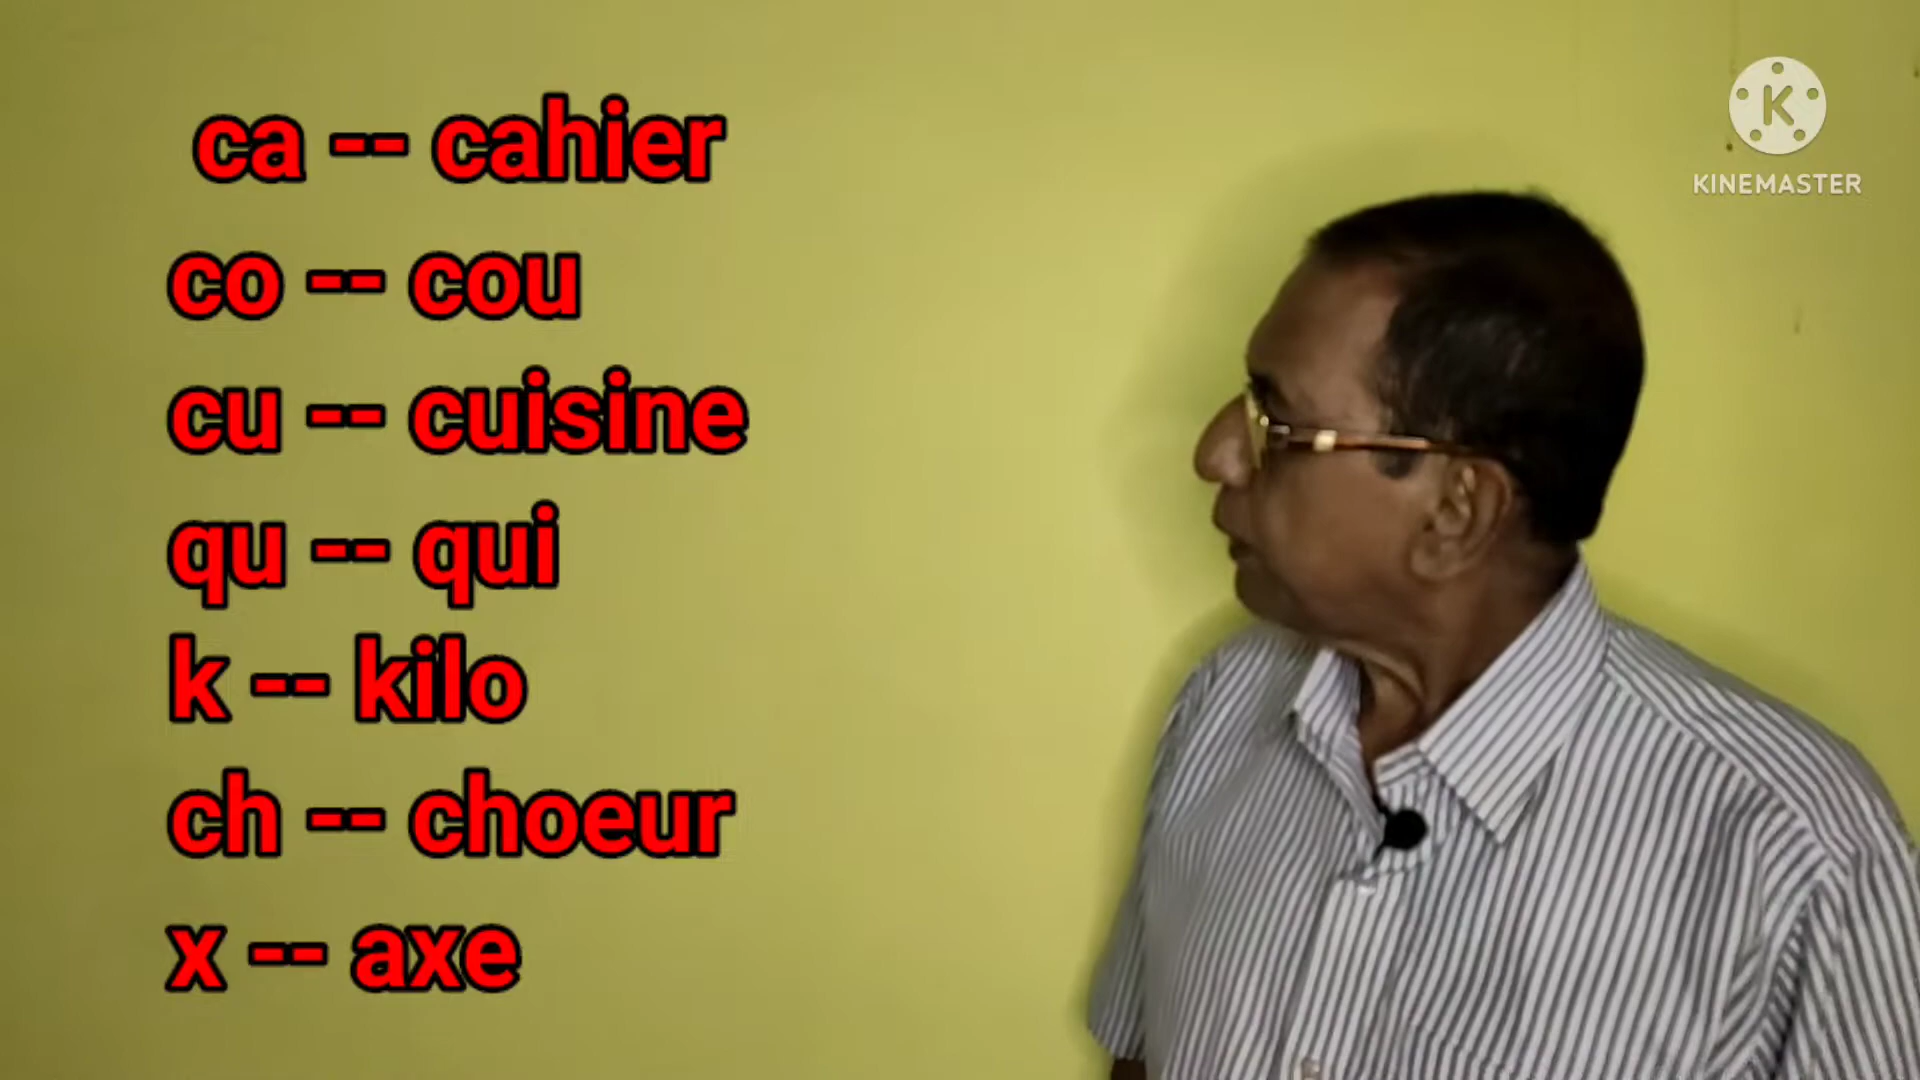 ca -- cahier
co -- cou
cu -- cuisine
qu -- qui
k -- kilo
ch -- choeur
x -- axe
K
KINEMASTER